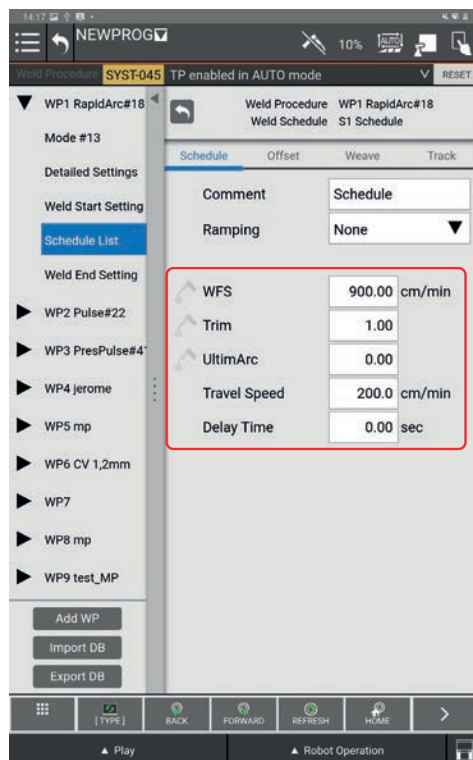 14:17
NEWPROG
10%
AUTO
Weld Procedure SYST-045 TP enabled in AUTO mode RESET
WP1 RapidArc#18
Mode #13
Detailed Settings
Weld Start Setting
Schedule List
Weld End Setting
WP2 Pulse#22
WP3 PresPulse#4
WP4 jerome
WP5 mp
WP6 CV 1,2mm
WP7
WP8 mp
WP9 test_MP
Add WP
Import DB
Export DB
Weld Procedure WP1 RapidArc#18
Weld Schedule S1 Schedule
Schedule Offset Weave Track
Comment Schedule
Ramping None
WFS 900.00 cm/min
Trim 1.00
UltimArc 0.00
Travel Speed 200.0 cm/min
Delay Time 0.00 sec
[ TYPE ] BACK FORWARD REFRESH HOME >
▲ Play ▲ Robot Operation